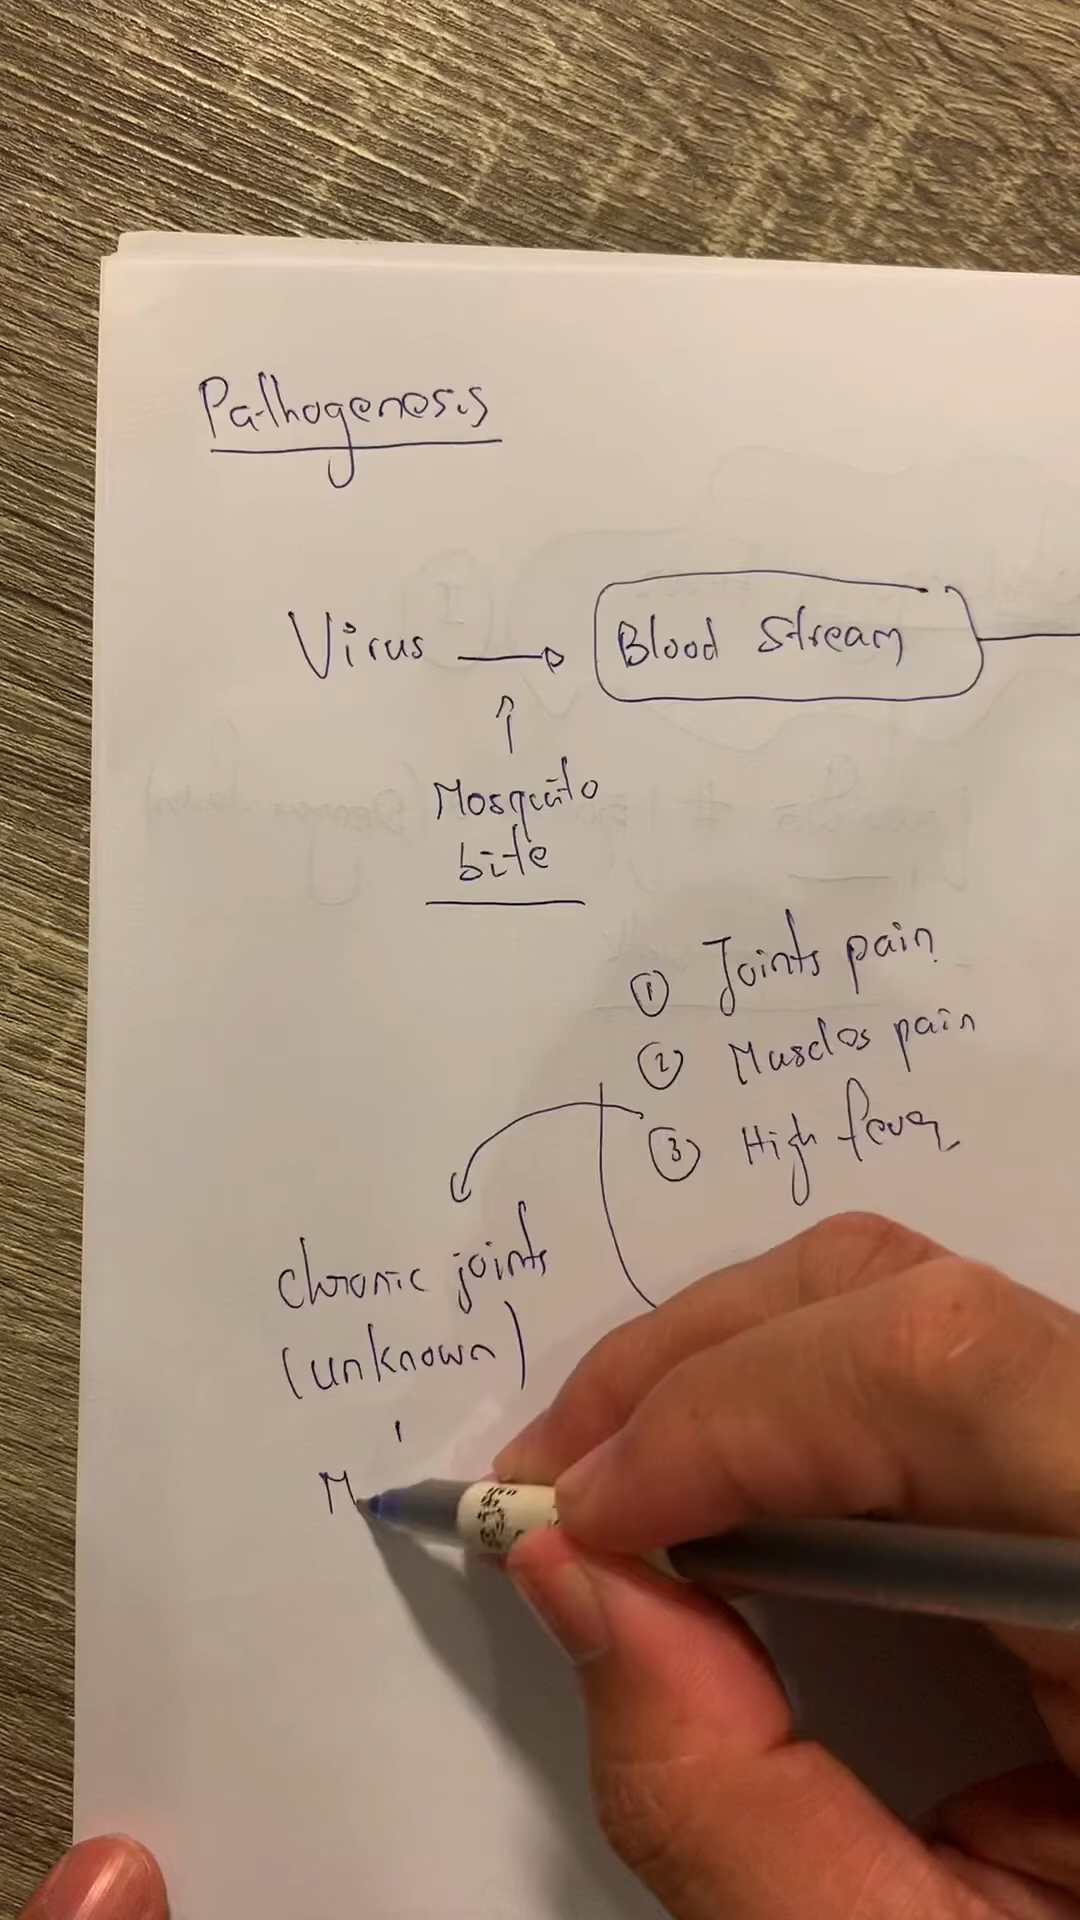 Pathogenesis
Virus → Blood Stream
↑
Mosquito
bite
① Joints pain
② Muscles pain
③ High fever
Chronic joints
(unknown)
M